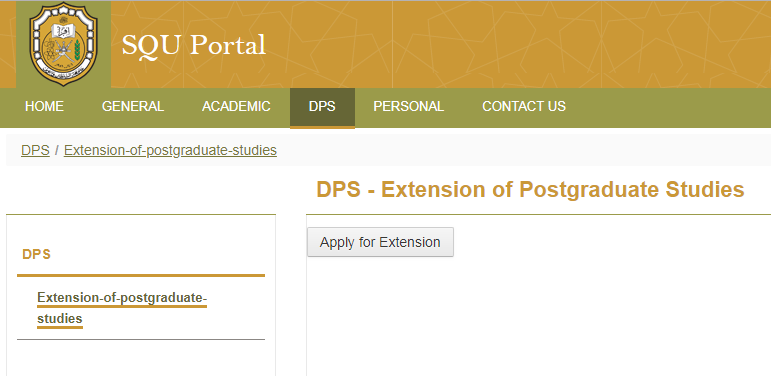 SQU Portal
HOME GENERAL ACADEMIC DPS PERSONAL CONTACT US
DPS / Extension-of-postgraduate-studies
DPS - Extension of Postgraduate Studies
DPS
Apply for Extension
Extension-of-postgraduate-
studies